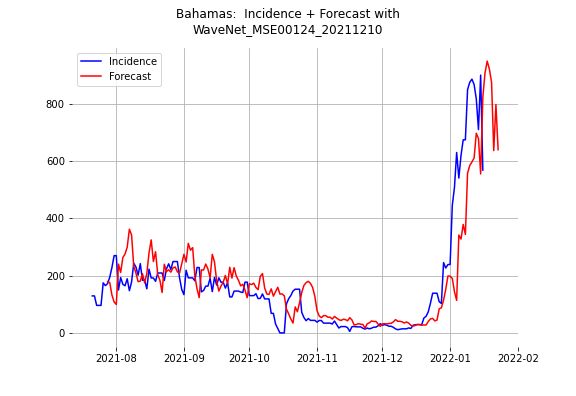 Bahamas:  Incidence + Forecast with
WaveNet_MSE00124_20211210
Incidence
Forecast
800
600
400
200
0
2021-08 2021-09 2021-10 2021-11 2021-12 2022-01 2022-02